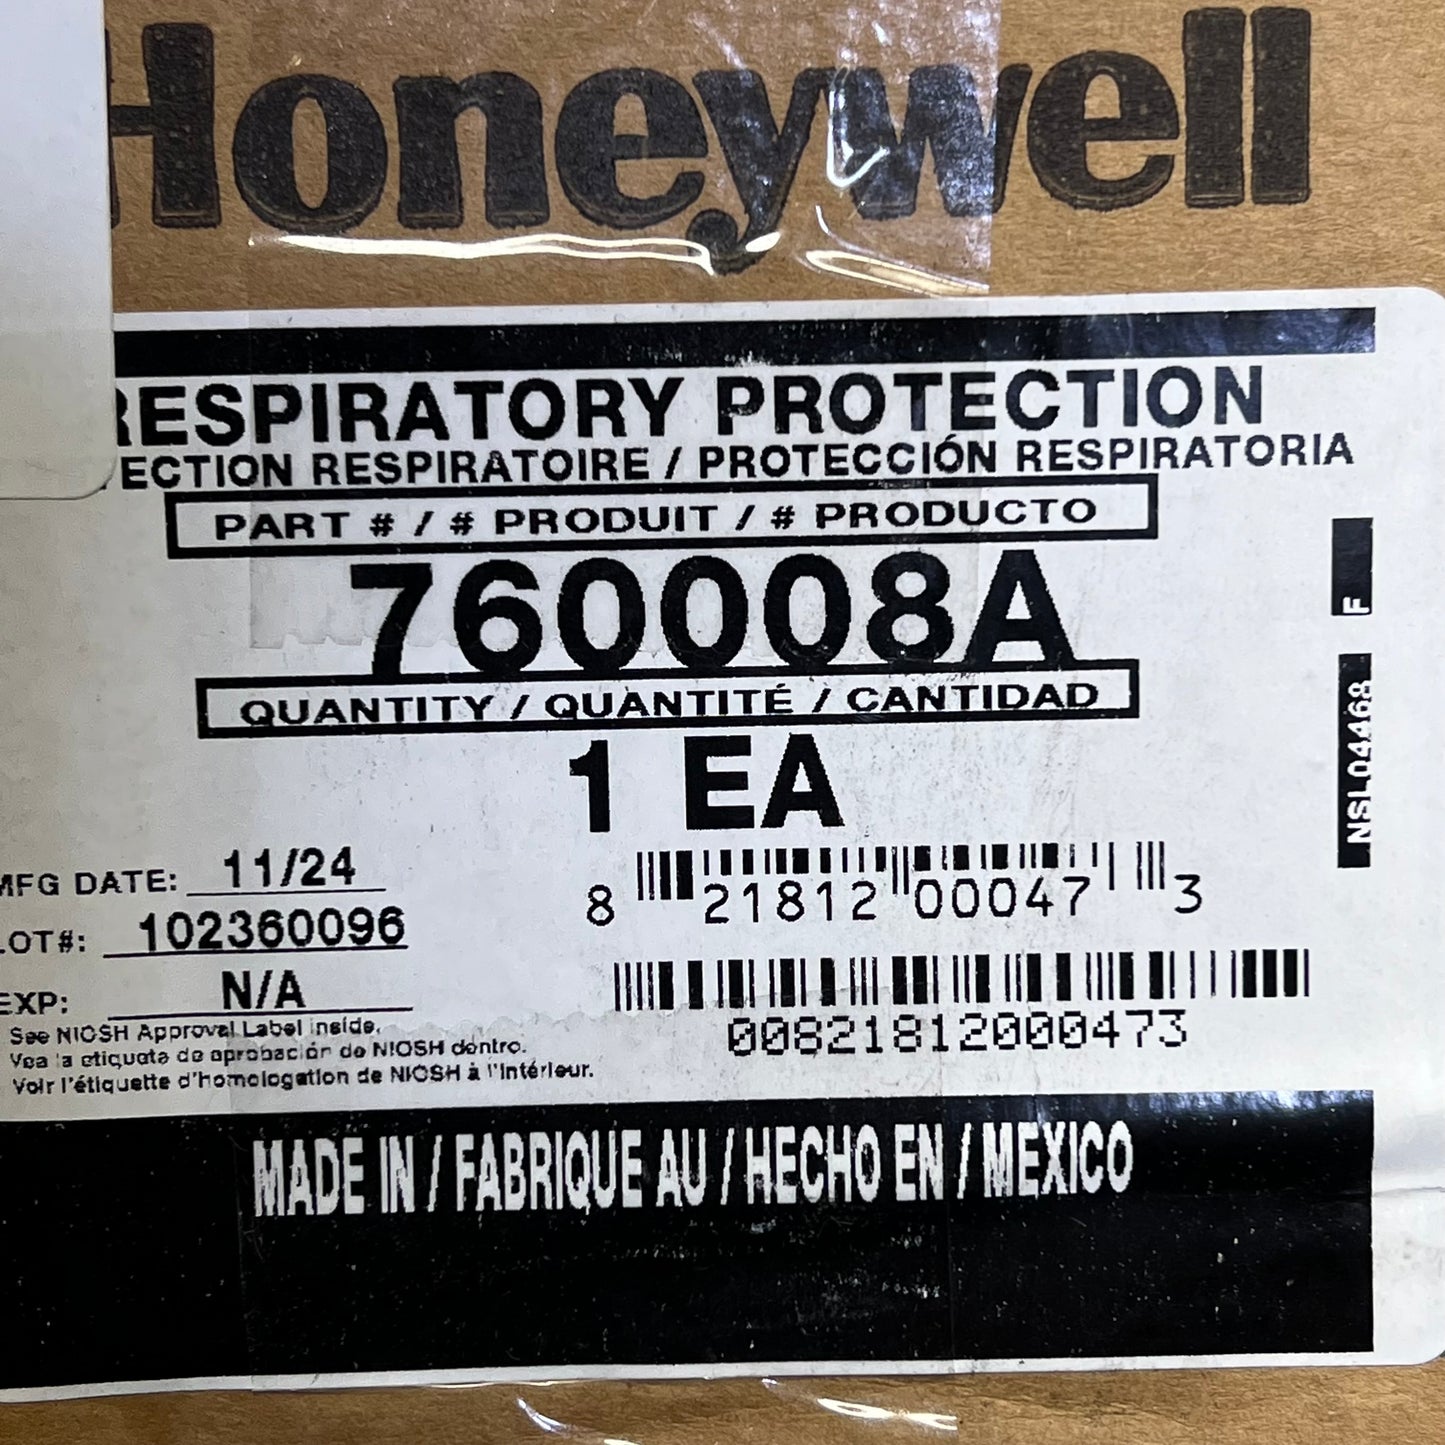 Honeywell
RESPIRATORY PROTECTION
TECTION RESPIRATOIRE / PROTECCIÓN RESPIRATORIA
PART # / # PRODUIT / # PRODUCTO
760008A
QUANTITY / QUANTITÉ / CANTIDAD
1 EA
MFG DATE: 11/24
LOT#: 102360096
EXP: N/A
See NIOSH Approval Label inside.
Vea la etiqueta de aprobación de NIOSH dentro.
Voir l'étiquette d'homologation de NIOSH à l'intérieur.
8 21812 00047 3
00821812000473
F
NSL04468
MADE IN / FABRIQUE AU / HECHO EN / MEXICO